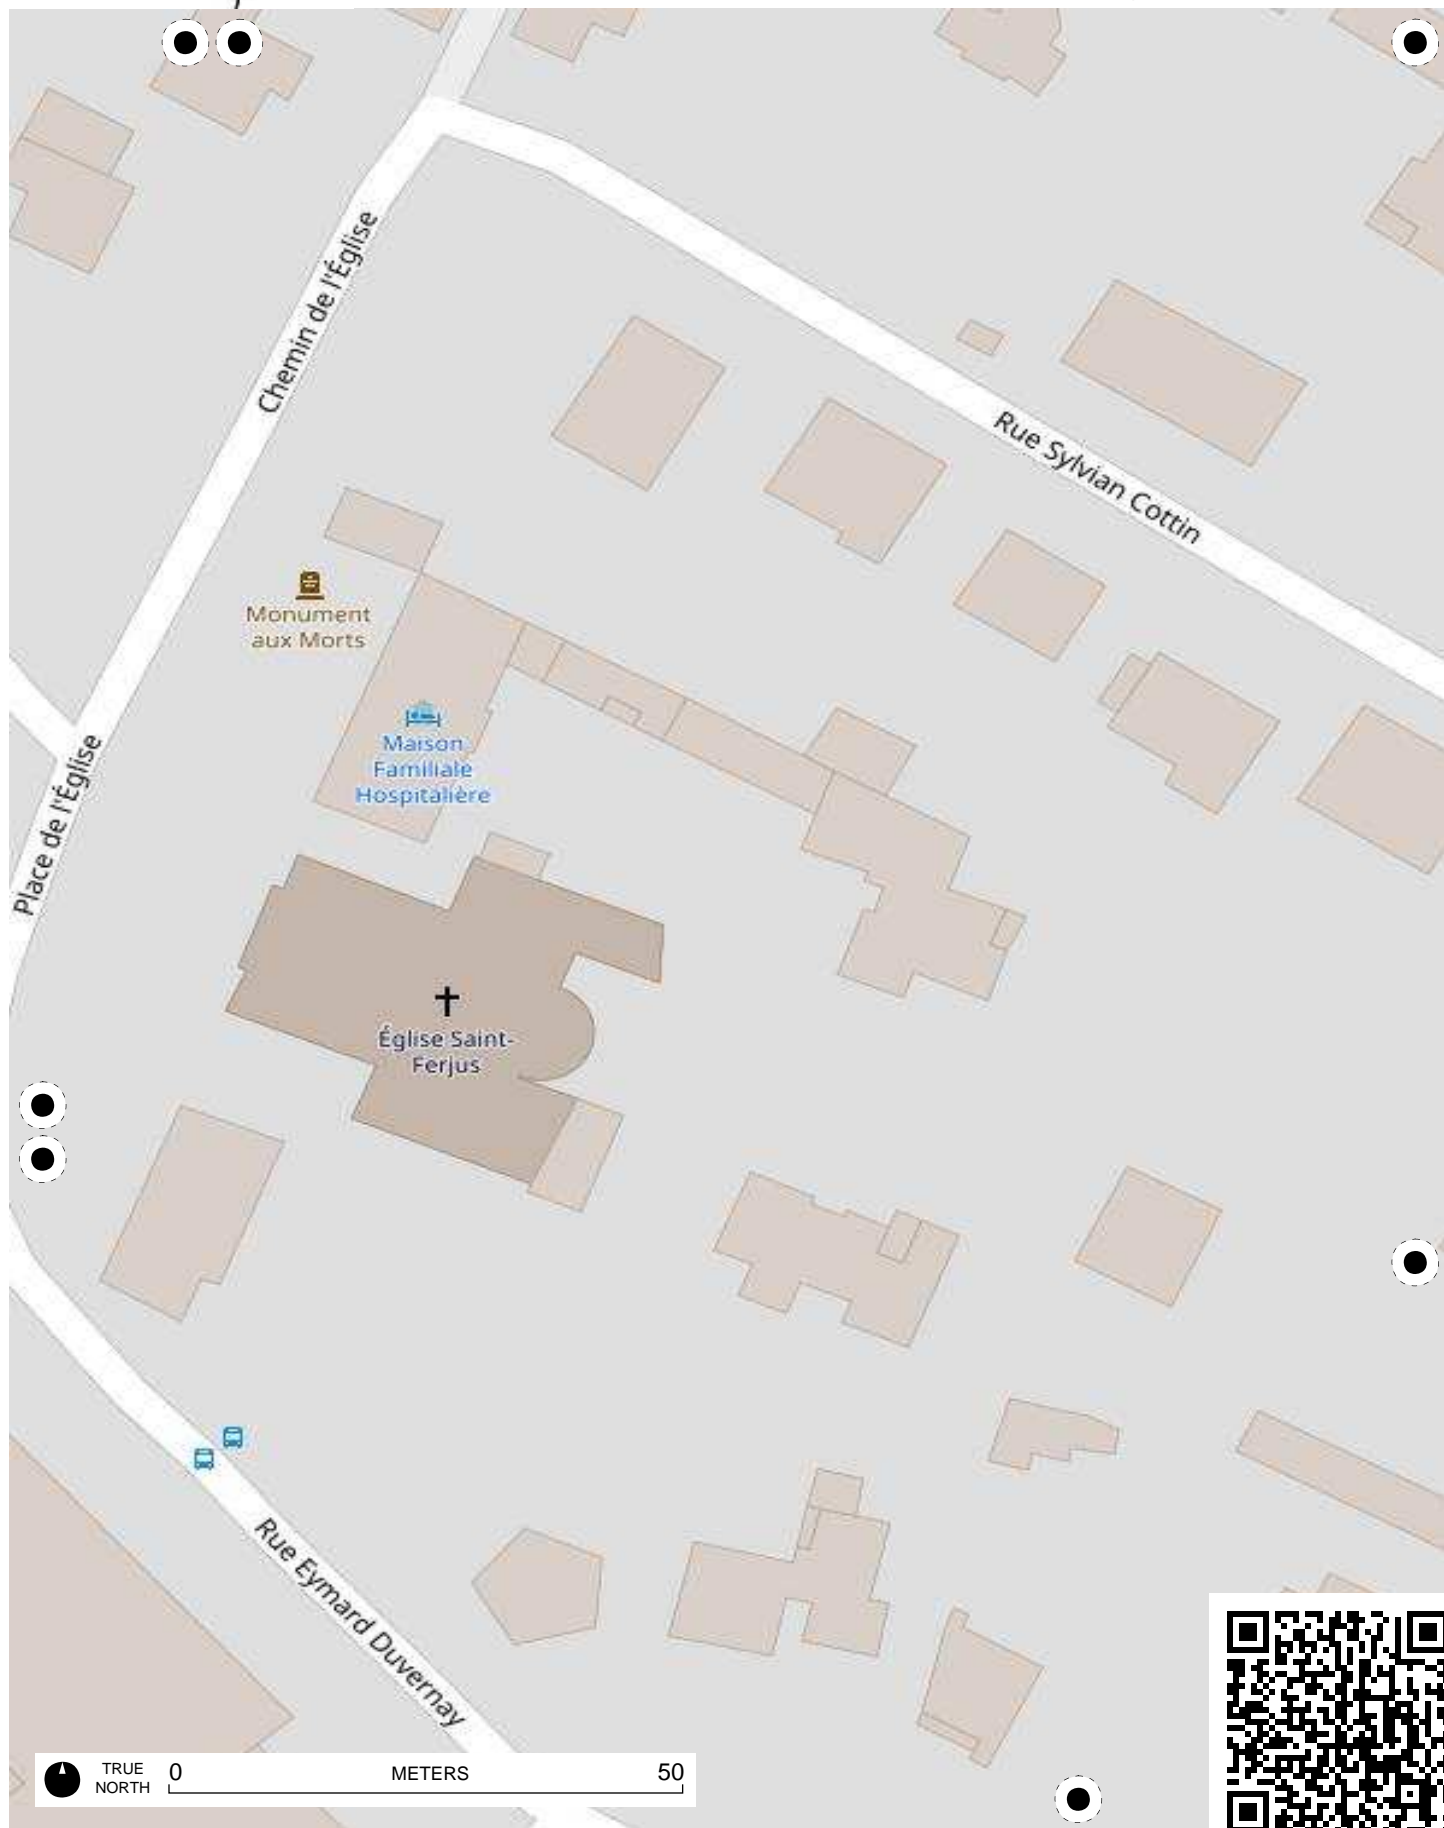 Chemin de l'Église
Rue Sylvian Cottin
Monument
aux Morts
Maison
Familiale
Hospitalière
Place de l'Église
Église Saint-
Ferjus
Rue Eymard Duvernay
TRUE
NORTH
0
METERS
50